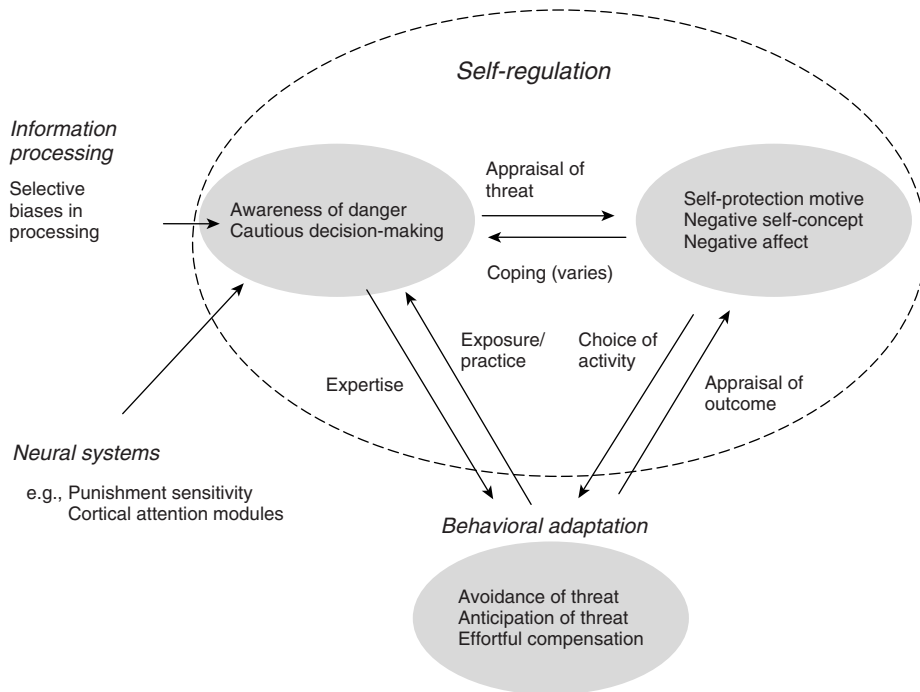 Self-regulation
Information
processing
Selective
biases in
processing
Awareness of danger
Cautious decision-making
Appraisal of
threat
Coping (varies)
Self-protection motive
Negative self-concept
Negative affect
Expertise
Exposure/
practice
Choice of
activity
Appraisal of
outcome
Neural systems
e.g., Punishment sensitivity
Cortical attention modules
Behavioral adaptation
Avoidance of threat
Anticipation of threat
Effortful compensation